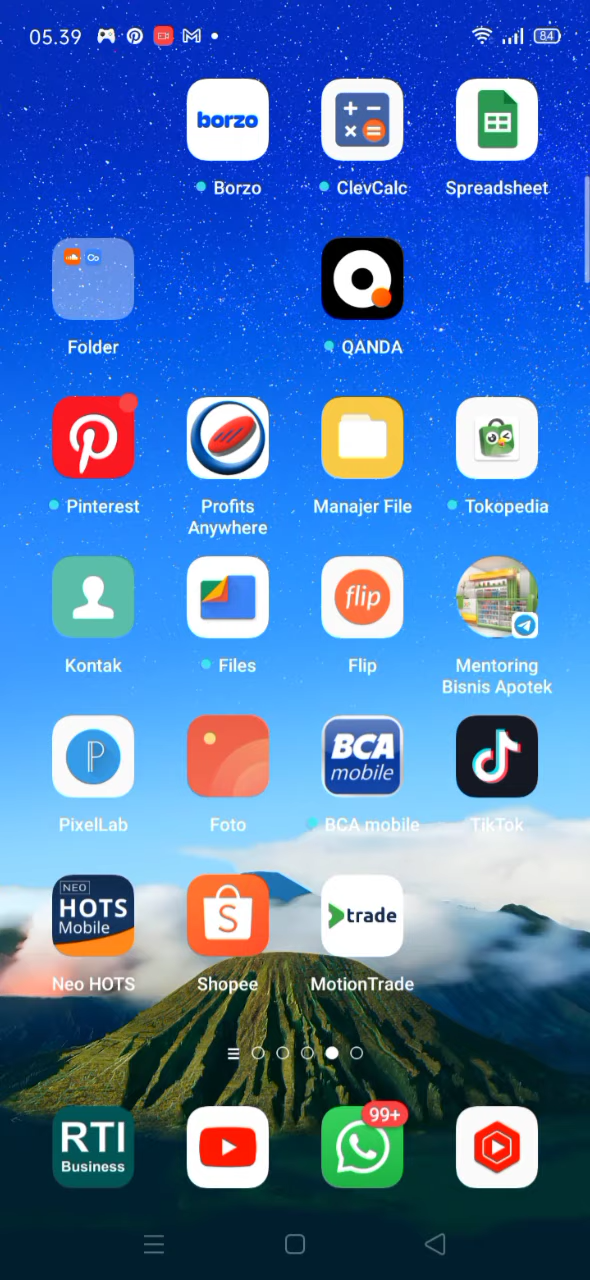 05.39
84
borzo
Borzo
ClevCalc
Spreadsheet
Folder
QANDA
Pinterest
Profits
Anywhere
Manajer File
Tokopedia
flip
Kontak
Files
Flip
Mentoring
Bisnis Apotek
P
BCA
mobile
PixelLab
Foto
BCA mobile
TikTok
NEO
HOTS
Mobile
S
trade
Neo HOTS
Shopee
MotionTrade
RTI
Business
99+